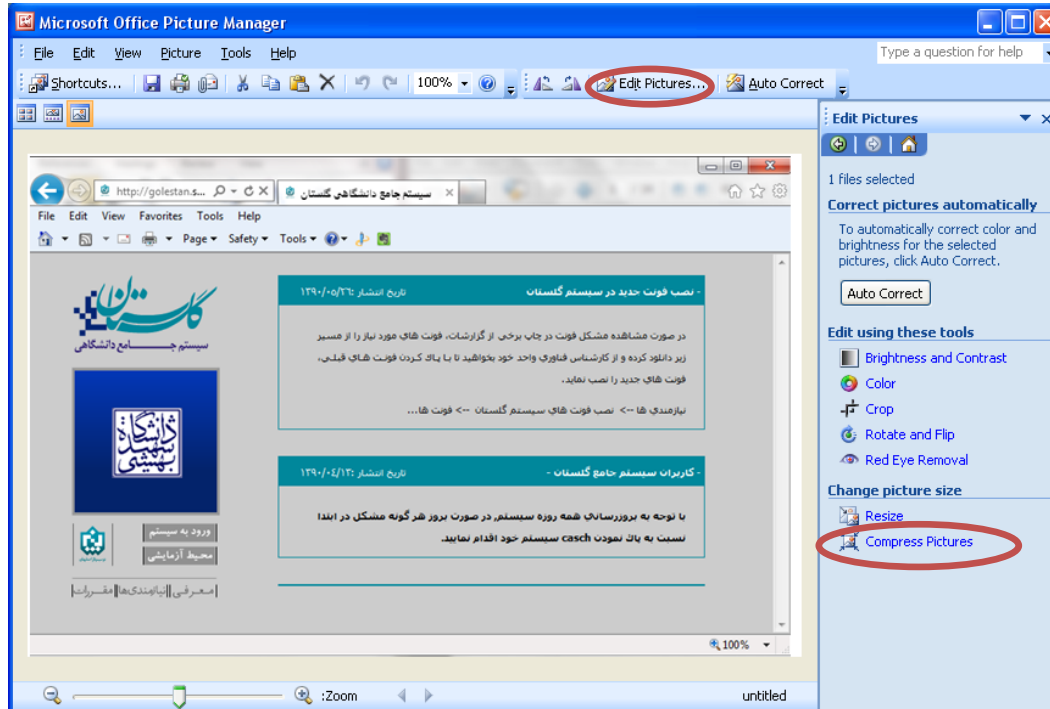 Microsoft Office Picture Manager
File Edit View Picture Tools Help
Type a question for help
Shortcuts... 100% Edit Pictures... Auto Correct
Edit Pictures
1 files selected
Correct pictures automatically
To automatically correct color and
brightness for the selected
pictures, click Auto Correct.
Auto Correct
Edit using these tools
Brightness and Contrast
Color
Crop
Rotate and Flip
Red Eye Removal
Change picture size
Resize
Compress Pictures
http://golestan.s... سیستم جامع دانشگاهی گلستان
File Edit View Favorites Tools Help
Page Safety Tools
گلستان
سیستم جـــــامع دانشگاهی
دانشگاه
شهید
بهشتی
ورود به سیستم
محیط آزمایشی
|معـرفی||نیازمندی‌ها||مقـــررات|
- نصب فونت جدید در سیستم گلستان تاریخ انتشار :۱۳۹۰/۰۵/۲۶
در صورت مشاهده مشکل فونت در چاپ برخی از گزارشات، فونت های مورد نیاز را از مسیر
زیر دانلود کرده و از کارشناس فناوری واحد خود بخواهید تا با پاک کردن فونت های قبلی،
فونت های جدید را نصب نماید.
نیازمندی ها --> نصب فونت های سیستم گلستان --> فونت ها...
- کاربران سیستم جامع گلستان - تاریخ انتشار :۱۳۹۰/۰۴/۱۲
با توجه به بروزرسانی همه روزه سیستم, در صورت بروز هر گونه مشکل در ابتدا
نسبت به پاک نمودن casch سیستم خود اقدام نمایید.
100%
:Zoom
untitled